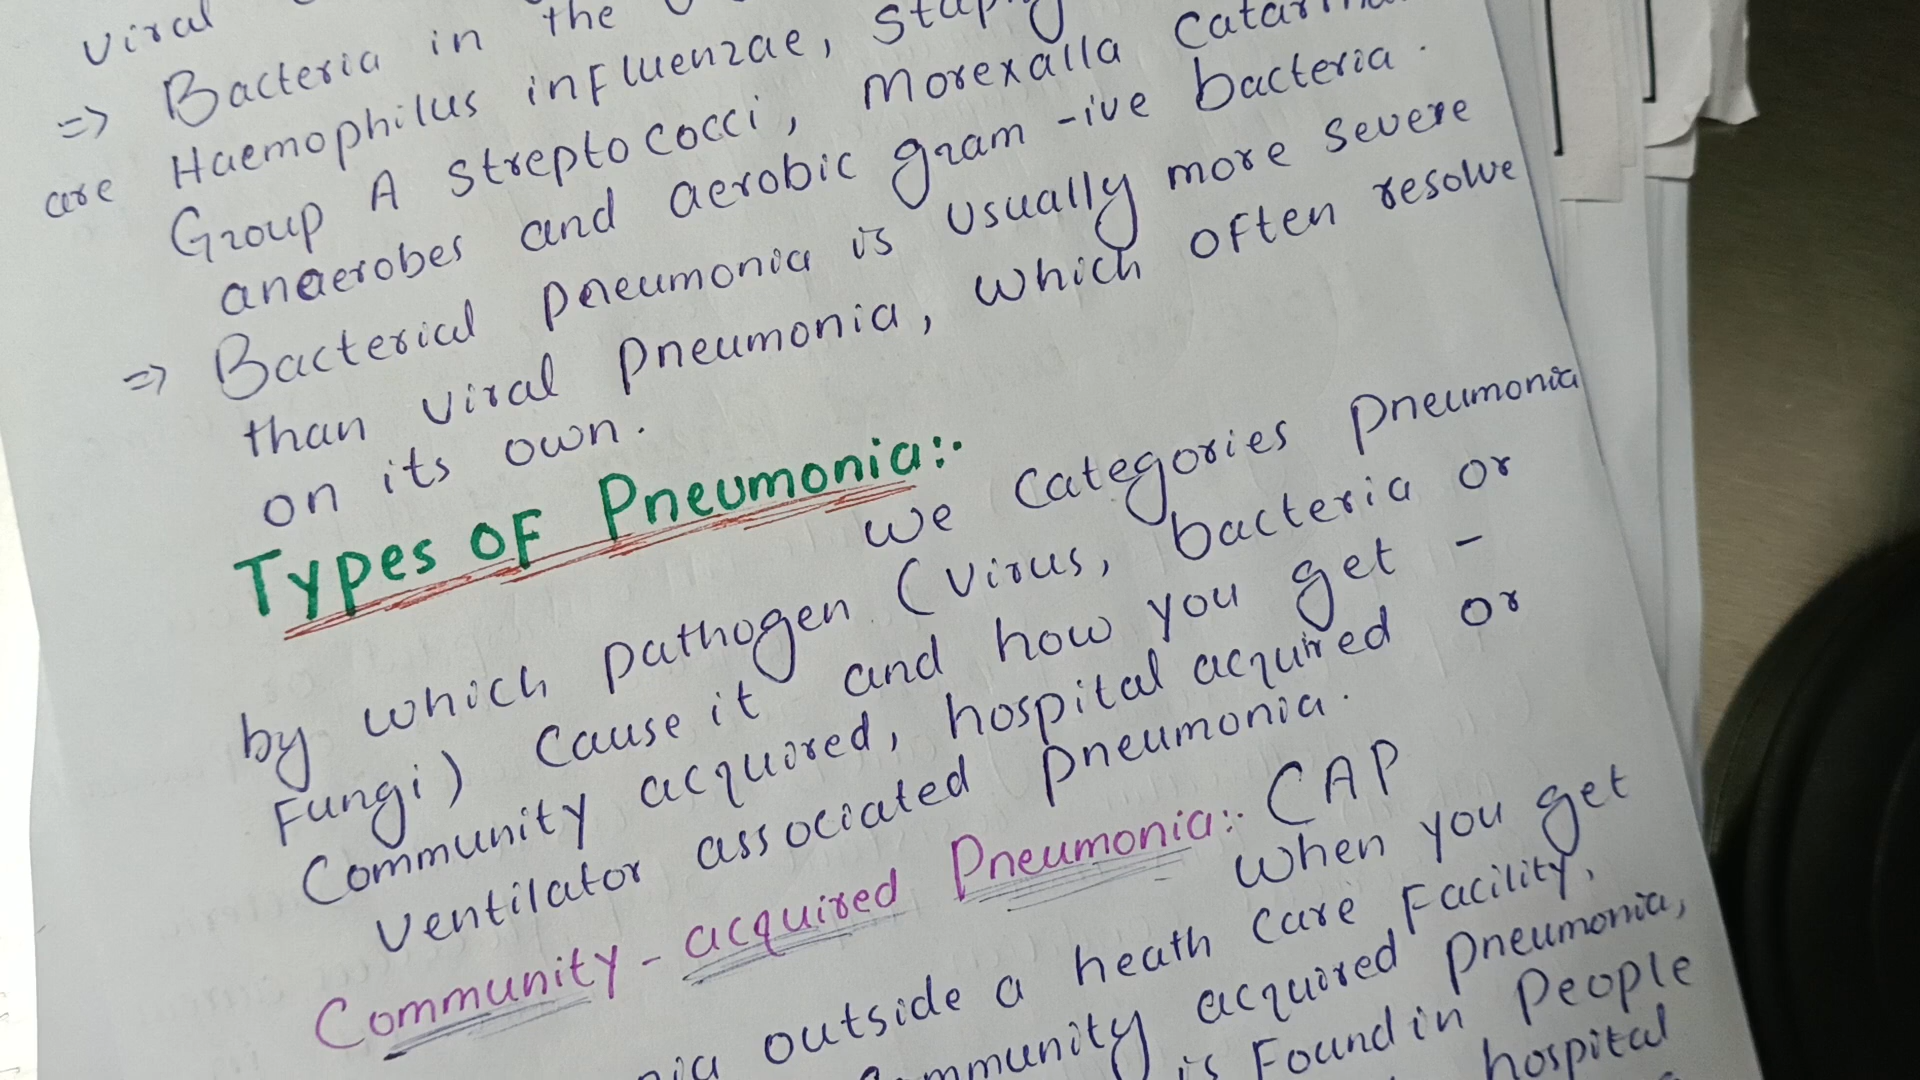 viral
=> Bacteria in the
are Haemophilus influenzae,
Group A streptococci, Morexalla
anaerobes and aerobic gram -ive bacteria.
=> Bacterial pneumonia is usually more severe
than viral pneumonia, which often resolve
on its own.
Types of Pneumonia:-
we categories pneumonia
by which pathogen (virus, bacteria or
Fungi) cause it and how you get -
Community acquired, hospital acquired or
ventilator associated pneumonia.
Community-acquired Pneumonia:- CAP
when you get
outside a heath care Facility,
acquired pneumonia,
is Found in People
hospital